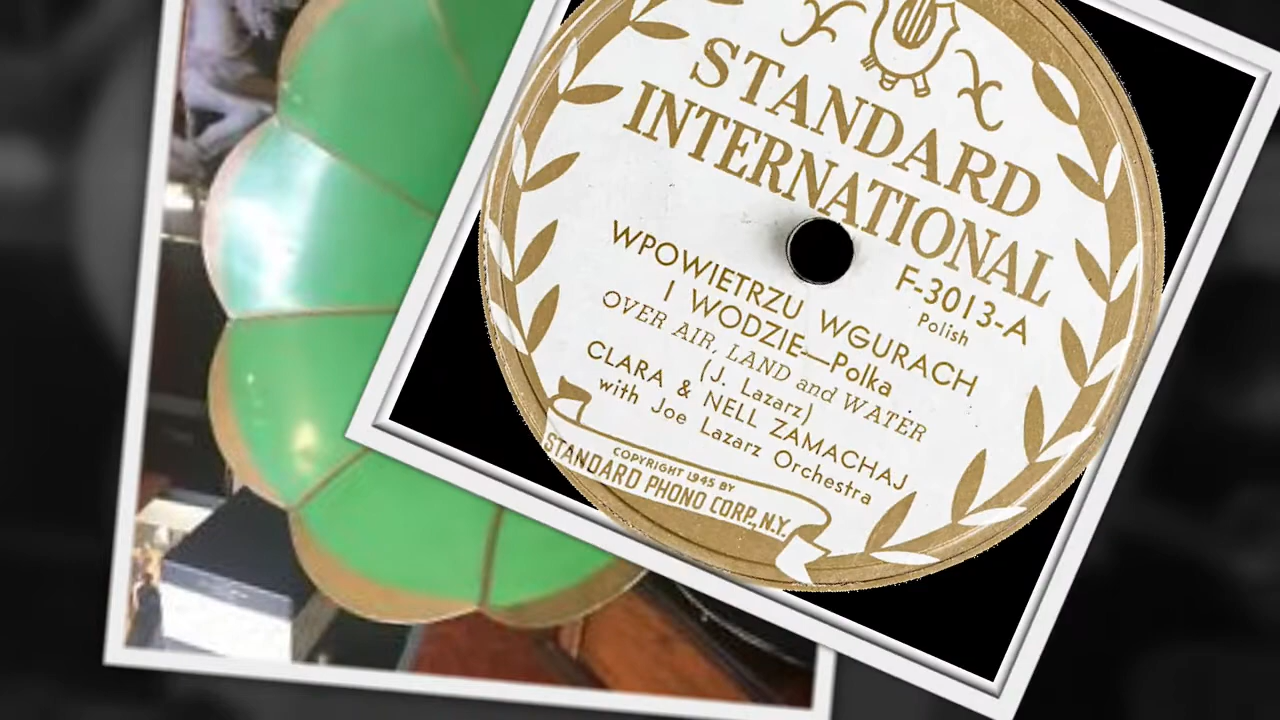 STANDARD
INTERNATIONAL
F-3013-A
Polish
WPOWIETRZU WGURACH
I WODZIE—Polka
OVER AIR, LAND and WATER
(J. Lazarz)
CLARA & NELL ZAMACHAJ
with Joe Lazarz Orchestra
COPYRIGHT 1945 BY
STANDARD PHONO CORP., N.Y.